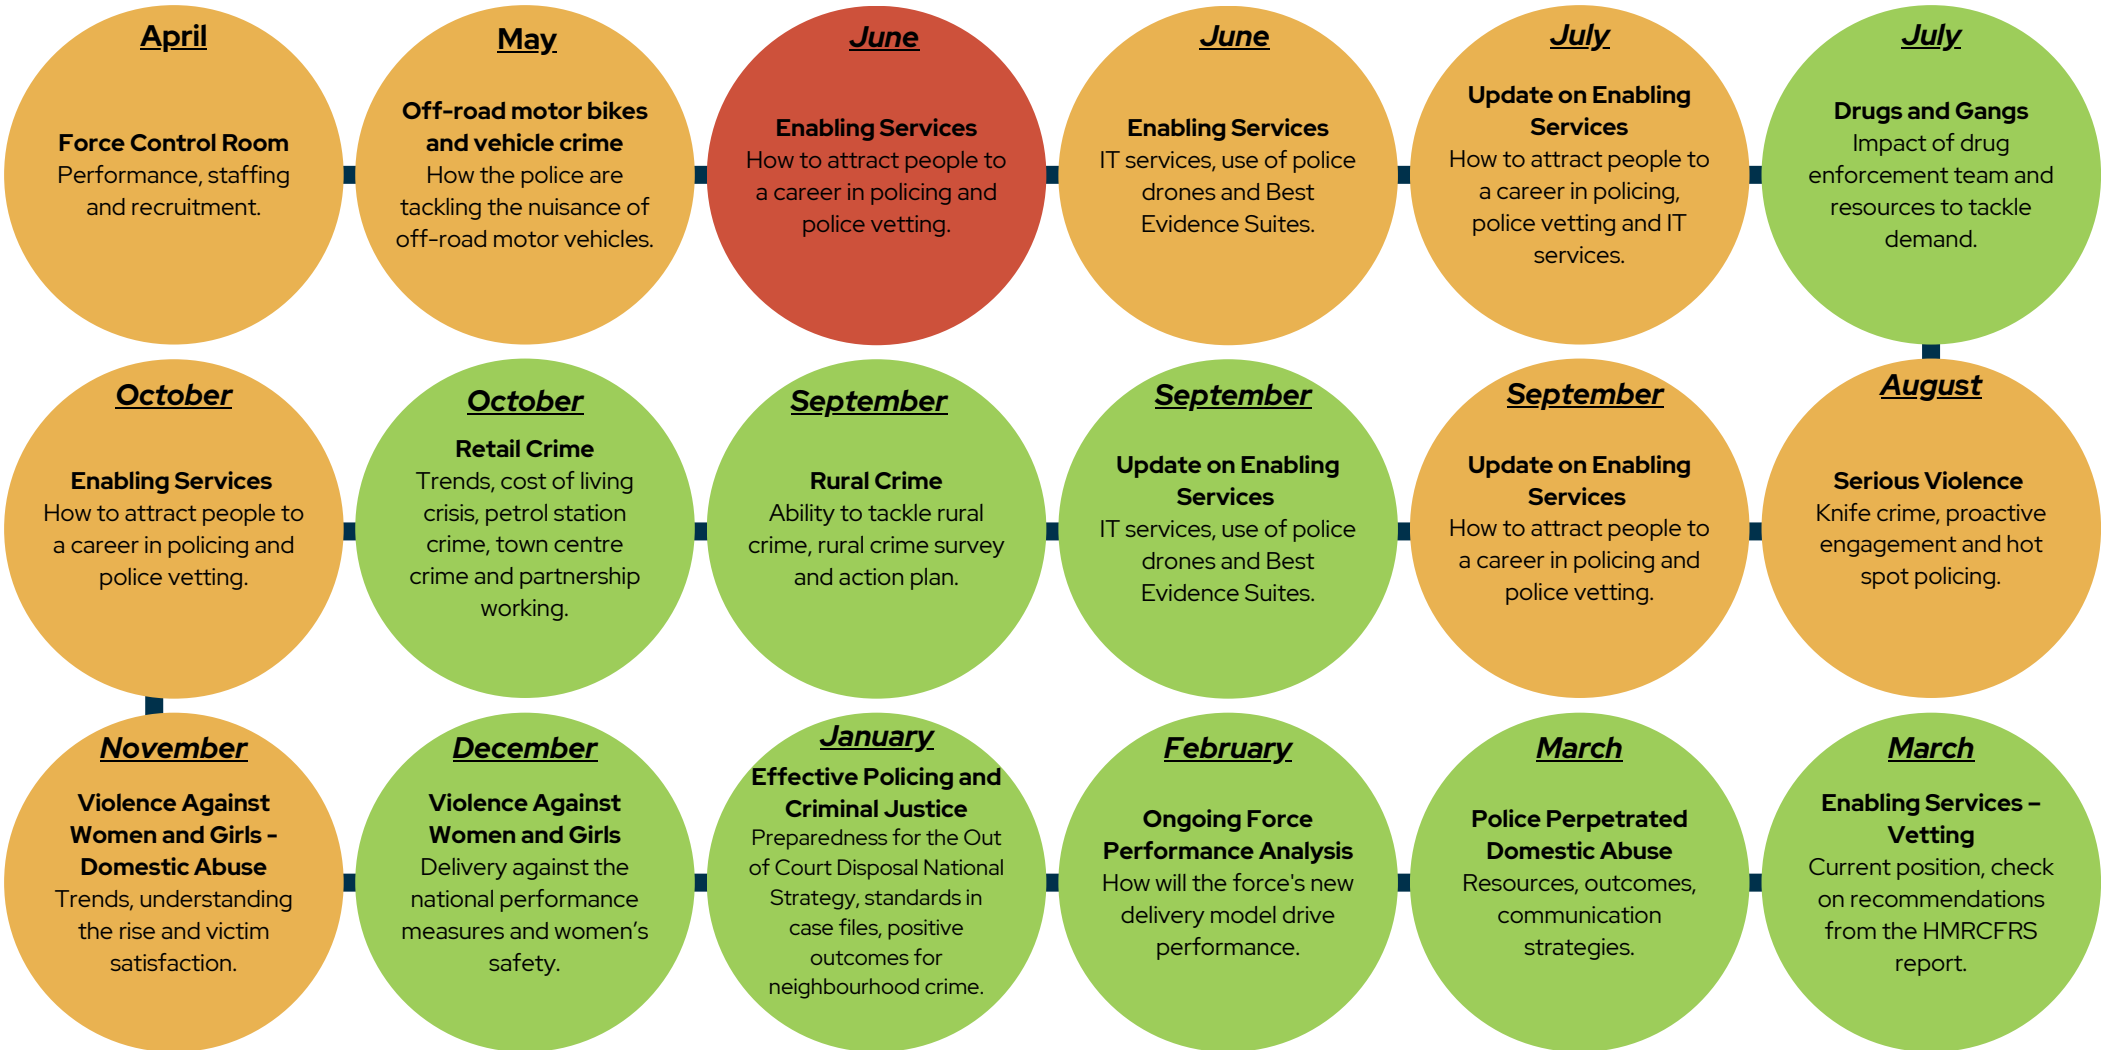 April
Force Control Room
Performance, staffing
and recruitment.
May
Off-road motor bikes
and vehicle crime
How the police are
tackling the nuisance of
off-road motor vehicles.
June
Enabling Services
How to attract people to
a career in policing and
police vetting.
June
Enabling Services
IT services, use of police
drones and Best
Evidence Suites.
July
Update on Enabling
Services
How to attract people to
a career in policing,
police vetting and IT
services.
July
Drugs and Gangs
Impact of drug
enforcement team and
resources to tackle
demand.
October
Enabling Services
How to attract people to
a career in policing and
police vetting.
October
Retail Crime
Trends, cost of living
crisis, petrol station
crime, town centre
crime and partnership
working.
September
Rural Crime
Ability to tackle rural
crime, rural crime survey
and action plan.
September
Update on Enabling
Services
IT services, use of police
drones and Best
Evidence Suites.
September
Update on Enabling
Services
How to attract people to
a career in policing and
police vetting.
August
Serious Violence
Knife crime, proactive
engagement and hot
spot policing.
November
Violence Against
Women and Girls -
Domestic Abuse
Trends, understanding
the rise and victim
satisfaction.
December
Violence Against
Women and Girls
Delivery against the
national performance
measures and women's
safety.
January
Effective Policing and
Criminal Justice
Preparedness for the Out
of Court Disposal National
Strategy, standards in
case files, positive
outcomes for
neighbourhood crime.
February
Ongoing Force
Performance Analysis
How will the force's new
delivery model drive
performance.
March
Police Perpetrated
Domestic Abuse
Resources, outcomes,
communication
strategies.
March
Enabling Services –
Vetting
Current position, check
on recommendations
from the HMRCFRS
report.